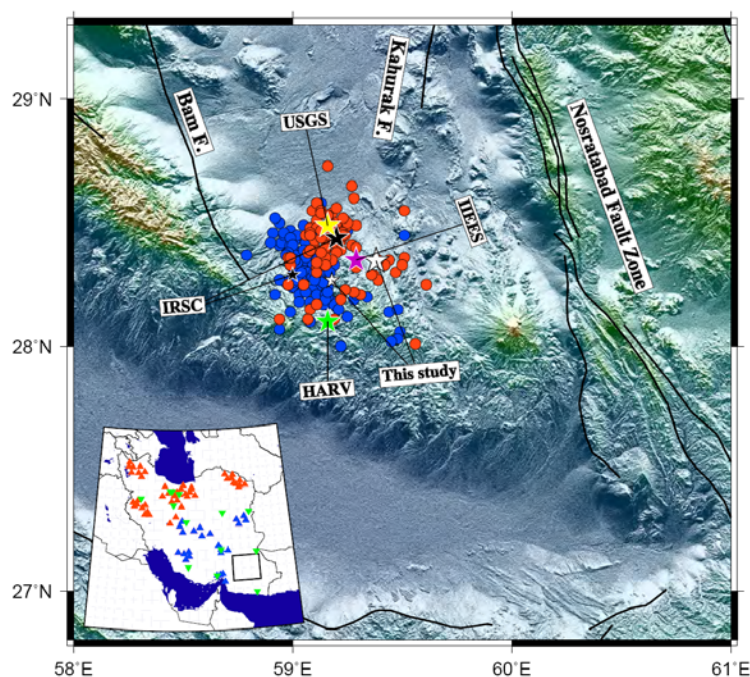 29°N
28°N
27°N
58°E
59°E
60°E
61°E
Bam F.
USGS
Kahurak F.
Nosratabad Fault Zone
IIEES
IRSC
HARV
This study